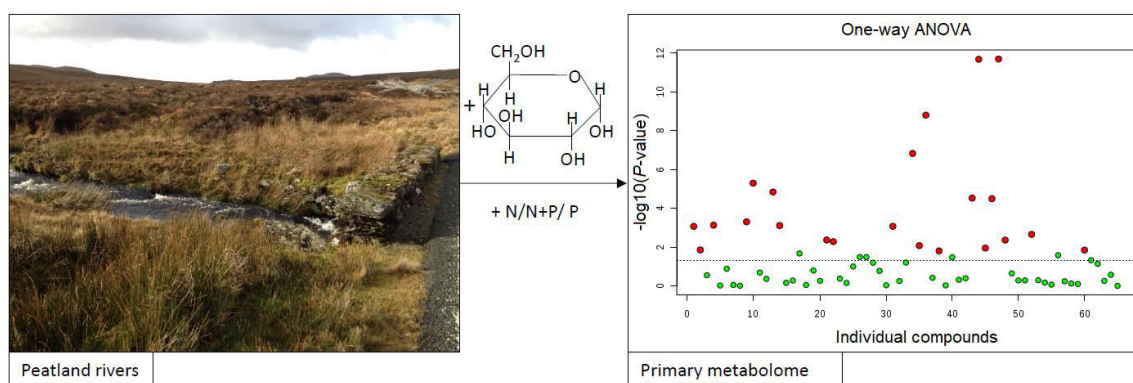 Peatland rivers
CH₂OH
O
H
H
H
+
OH
H
HO
OH
H
OH
+ N/N+P/ P
One-way ANOVA
-log10(P-value)
12
10
8
6
4
2
0
0 10 20 30 40 50 60
Individual compounds
Primary metabolome